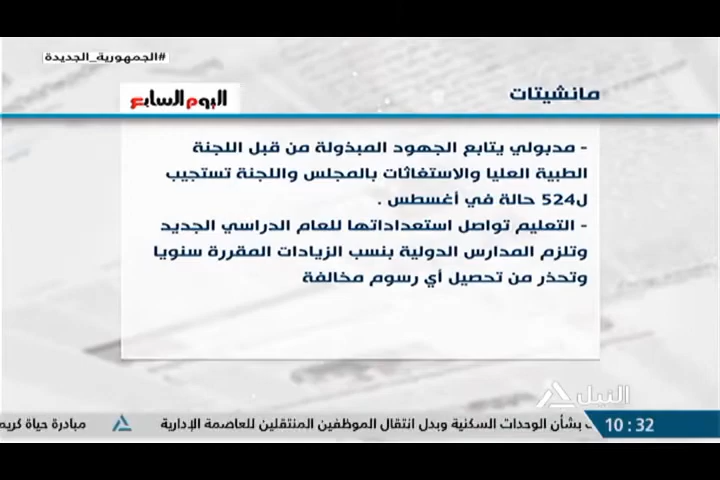 #الجمهورية_الجديدة
مانشيتات
اليوم السابع
- مدبولي يتابع الجهود المبذولة من قبل اللجنة
الطبية العليا والاستغاثات بالمجلس واللجنة تستجيب
ل524 حالة في أغسطس .
- التعليم تواصل استعداداتها للعام الدراسي الجديد
وتلزم المدارس الدولية بنسب الزيادات المقررة سنويا
وتحذر من تحصيل أي رسوم مخالفة
النيل
10:32
بشأن الوحدات السكنية وبدل انتقال الموظفين المنتقلين للعاصمة الإدارية
مبادرة حياة كريم